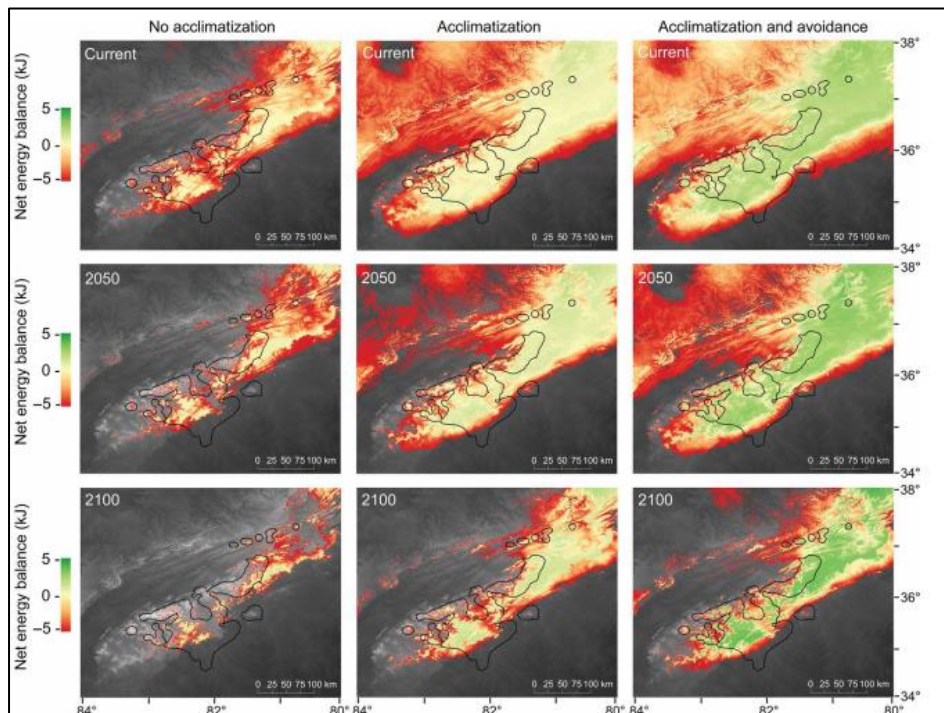 No acclimatization
Acclimatization
Acclimatization and avoidance
Net energy balance (kJ)
5
0
−5
Current
0 25 50 75 100 km
Current
0 25 50 75 100 km
Current
0 25 50 75 100 km
38°
36°
34°
Net energy balance (kJ)
5
0
−5
2050
0 25 50 75 100 km
2050
0 25 50 75 100 km
2050
0 25 50 75 100 km
38°
36°
34°
Net energy balance (kJ)
5
0
−5
2100
0 25 50 75 100 km
2100
0 25 50 75 100 km
2100
0 25 50 75 100 km
38°
36°
34°
84° 82° 80°
84° 82° 80°
84° 82° 80°